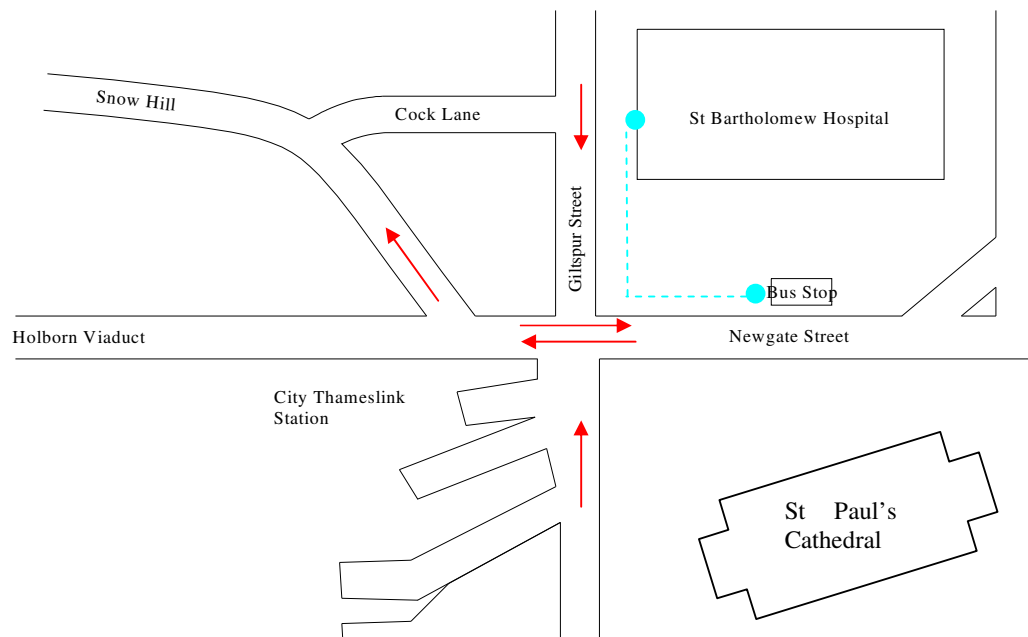 Snow Hill
Cock Lane
St Bartholomew Hospital
Giltspur Street
Bus Stop
Holborn Viaduct
Newgate Street
City Thameslink
Station
St Paul's
Cathedral